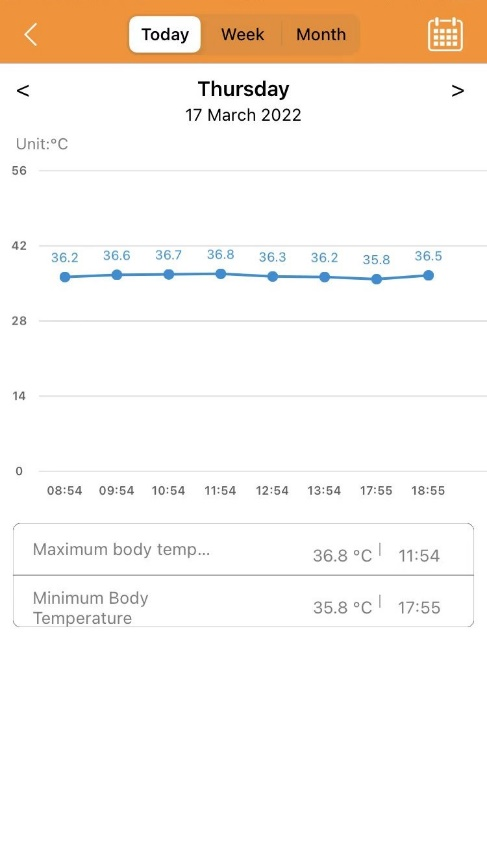 Today Week Month
< Thursday >
17 March 2022
Unit:°C
56
42
36.2 36.6 36.7 36.8 36.3 36.2 35.8 36.5
28
14
0
08:54 09:54 10:54 11:54 12:54 13:54 17:55 18:55
Maximum body temp... 36.8 °C | 11:54
Minimum Body
Temperature 35.8 °C | 17:55